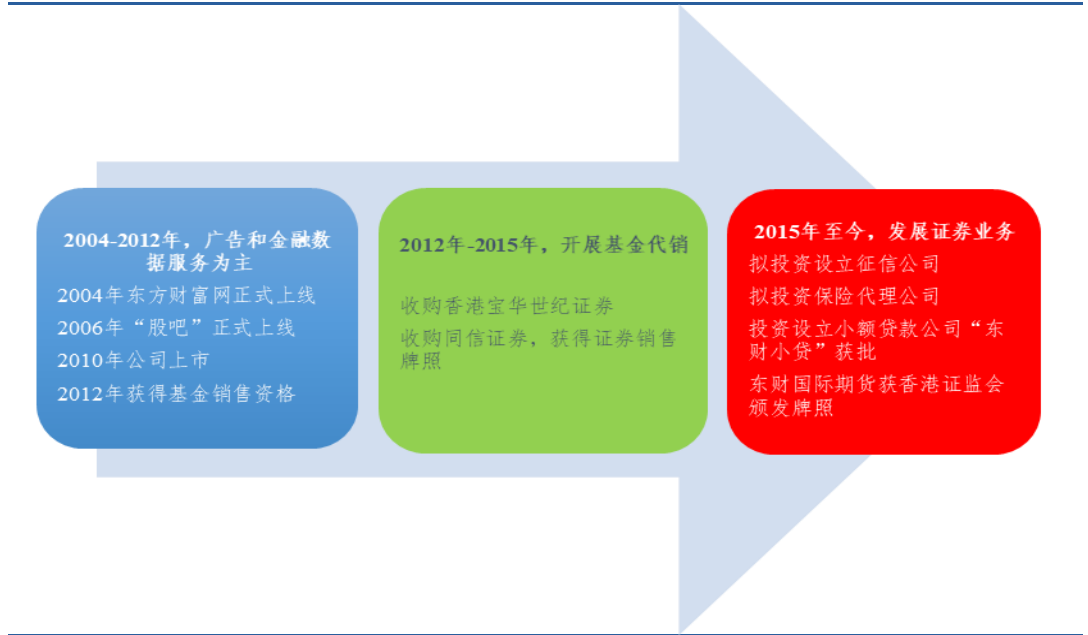 2004-2012年，广告和金融数
据服务为主
2004年东方财富网正式上线
2006年“股吧”正式上线
2010年公司上市
2012年获得基金销售资格
2012年-2015年，开展基金代销
收购香港宝华世纪证券
收购同信证券，获得证券销售
牌照
2015年至今，发展证券业务
拟投资设立征信公司
拟投资保险代理公司
投资设立小额贷款公司“东
财小贷”获批
东财国际期货获香港证监会
颁发牌照